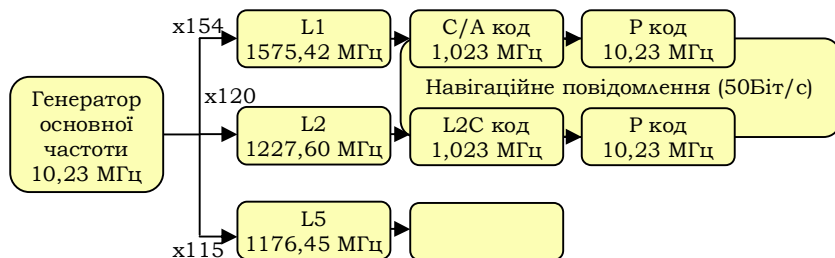 x154
L1
1575,42 МГц
C/A код
1,023 МГц
P код
10,23 МГц
Генератор
основної
частоти
10,23 МГц
x120
Навігаційне повідомлення (50Біт/с)
L2
1227,60 МГц
L2C код
1,023 МГц
P код
10,23 МГц
x115
L5
1176,45 МГц